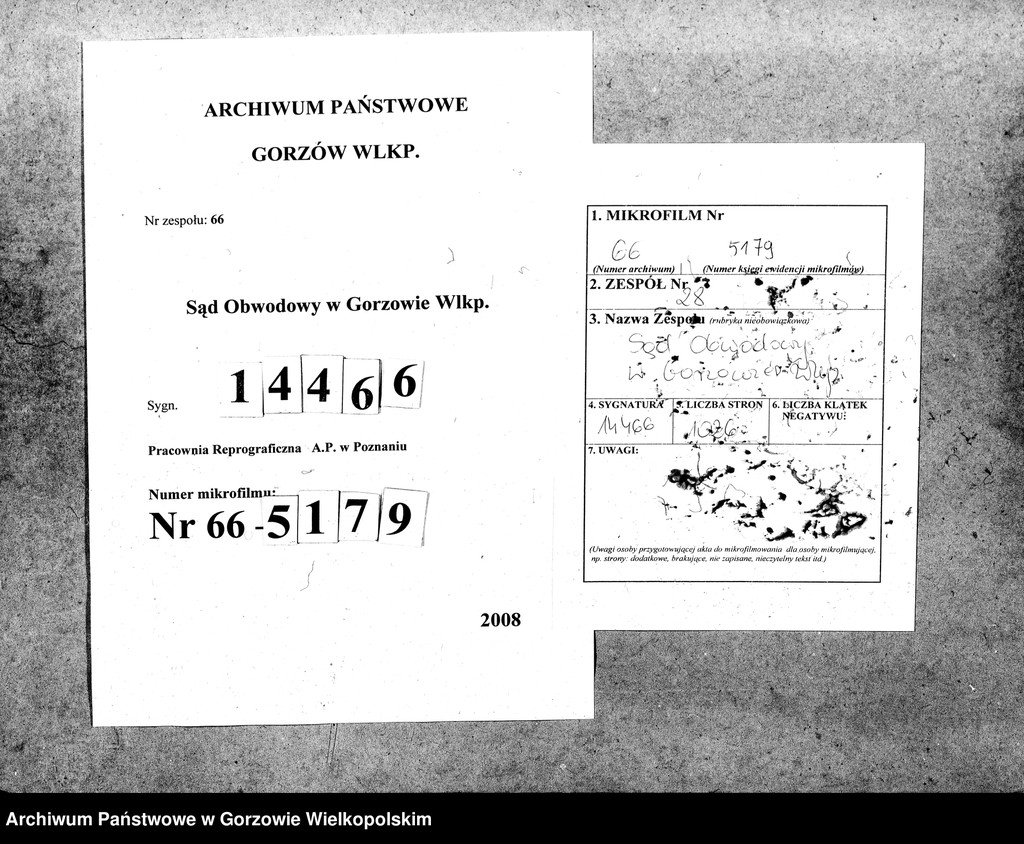 ARCHIWUM PAŃSTWOWE
GORZÓW WLKP.
Nr zespołu: 66
Sąd Obwodowy w Gorzowie Wlkp.
Sygn. 14466
Pracownia Reprograficzna A.P. w Poznaniu
Numer mikrofilmu:
Nr 66-5179
2008
1. MIKROFILM Nr
66 5179
(Numer archiwum) (Numer księgi ewidencji mikrofilmów)
2. ZESPÓŁ Nr
28
3. Nazwa Zespołu (rubryka nieobowiązkowa)
Sąd Obwodowy
w Gorzowie Wlkp.
4. SYGNATURA 5. LICZBA STRON 6. LICZBA KLATEK
NEGATYWU:
14466
7. UWAGI:
(Uwagi osoby przygotowującej akta do mikrofilmowania dla osoby mikrofilmującej,
np. strony: dodatkowe, brakujące, nie zapisane, nieczytelny tekst itd.)
Archiwum Państwowe w Gorzowie Wielkopolskim